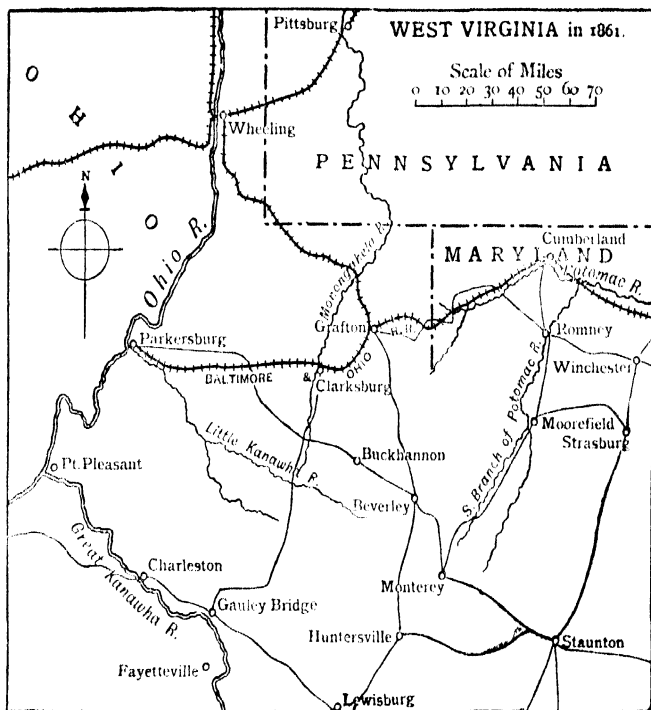 Pittsburg
WEST VIRGINIA in 1861.
Scale of Miles
0 10 20 30 40 50 60 70
OHIO
Wheeling
PENNSYLVANIA
N
Ohio R.
Monongahela R.
MARYLAND
Cumberland
Potomac R.
Grafton
R.R.
Romney
Parkersburg
Winchester
BALTIMORE & OHIO
Clarksburg
S. Branch of Potomac R.
Moorefield
Strasburg
Little Kanawha R.
Buckhannon
Pt. Pleasant
Beverley
Great Kanawha R.
Charleston
Monterey
Gauley Bridge
Huntersville
Staunton
Fayetteville
Lewisburg